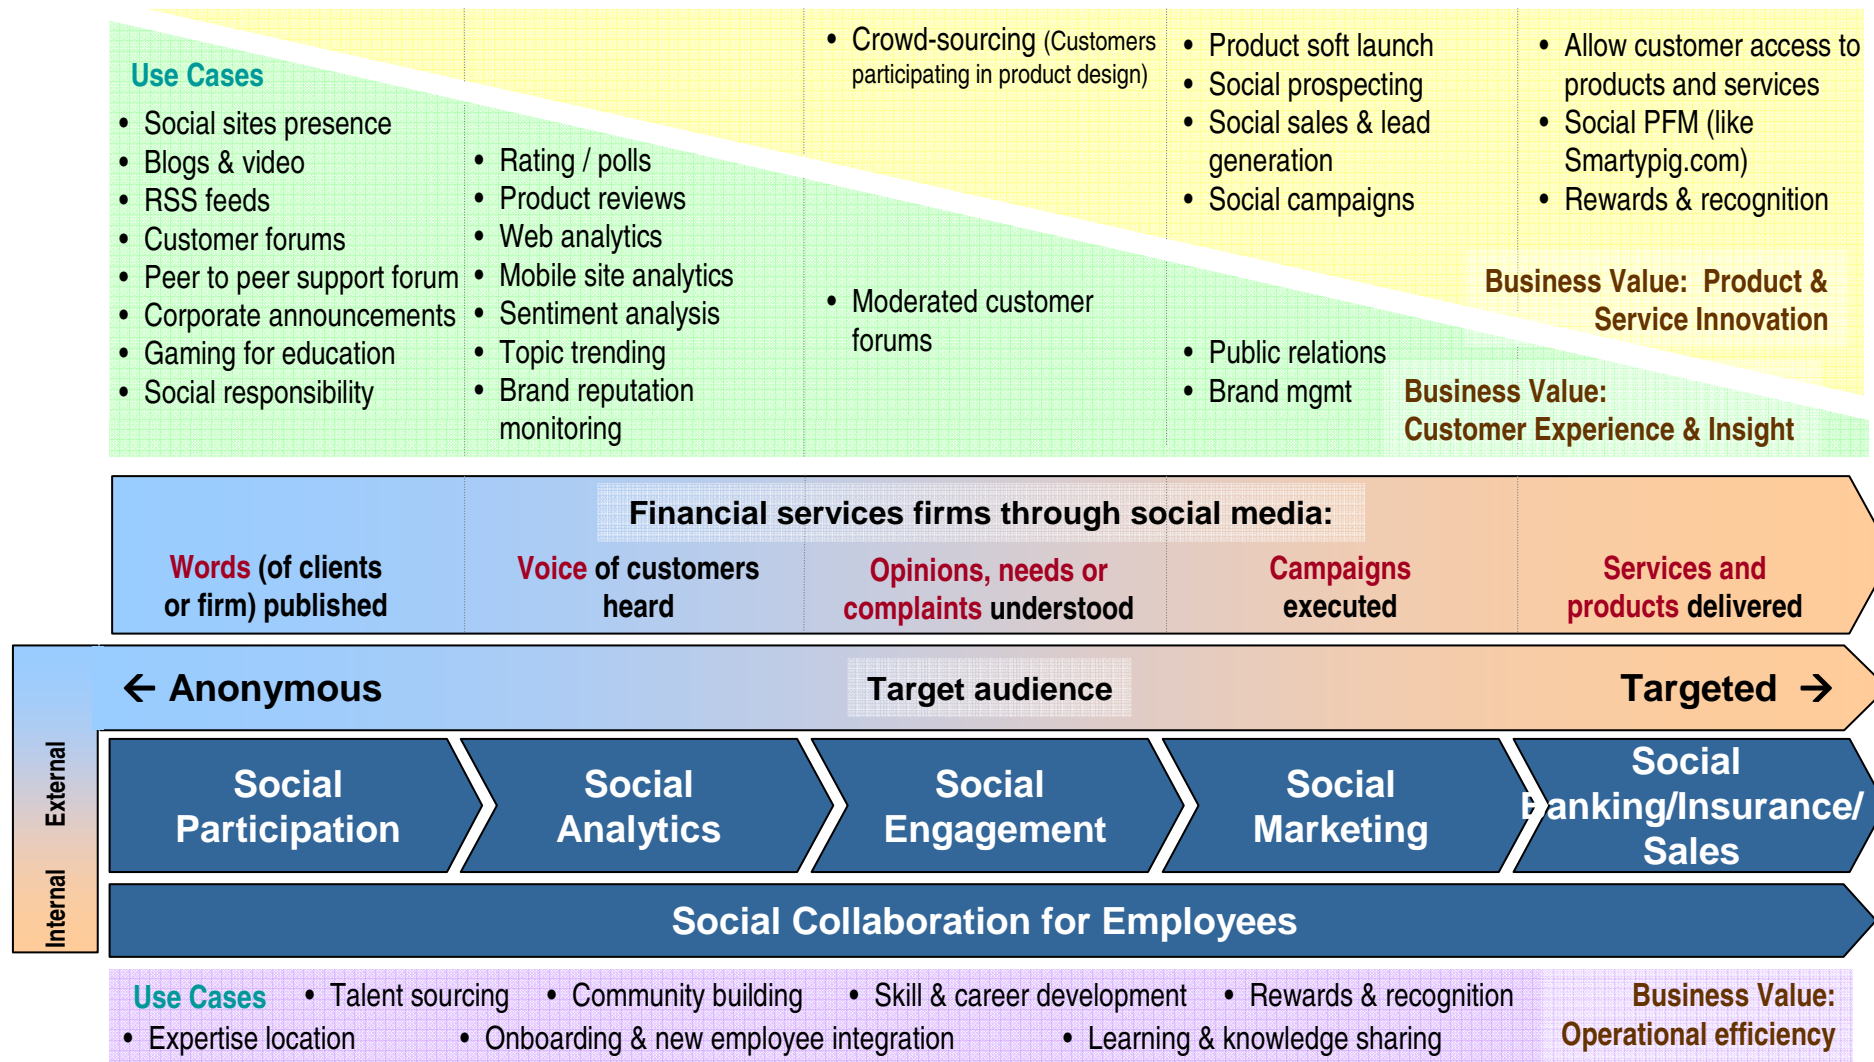 Use Cases
• Social sites presence
• Blogs & video
• RSS feeds
• Customer forums
• Peer to peer support forum
• Corporate announcements
• Gaming for education
• Social responsibility
• Rating / polls
• Product reviews
• Web analytics
• Mobile site analytics
• Sentiment analysis
• Topic trending
• Brand reputation
monitoring
• Crowd-sourcing (Customers
participating in product design)
• Moderated customer
forums
• Product soft launch
• Social prospecting
• Social sales & lead
generation
• Social campaigns
• Public relations
• Brand mgmt
• Allow customer access to
products and services
• Social PFM (like
Smartypig.com)
• Rewards & recognition
Business Value: Product &
Service Innovation
Business Value:
Customer Experience & Insight
Financial services firms through social media:
Words (of clients
or firm) published
Voice of customers
heard
Opinions, needs or
complaints understood
Campaigns
executed
Services and
products delivered
← Anonymous
Target audience
Targeted →
External
Internal
Social
Participation
Social
Analytics
Social
Engagement
Social
Marketing
Social
Banking/Insurance/
Sales
Social Collaboration for Employees
Use Cases • Talent sourcing • Community building • Skill & career development • Rewards & recognition
• Expertise location • Onboarding & new employee integration • Learning & knowledge sharing
Business Value:
Operational efficiency